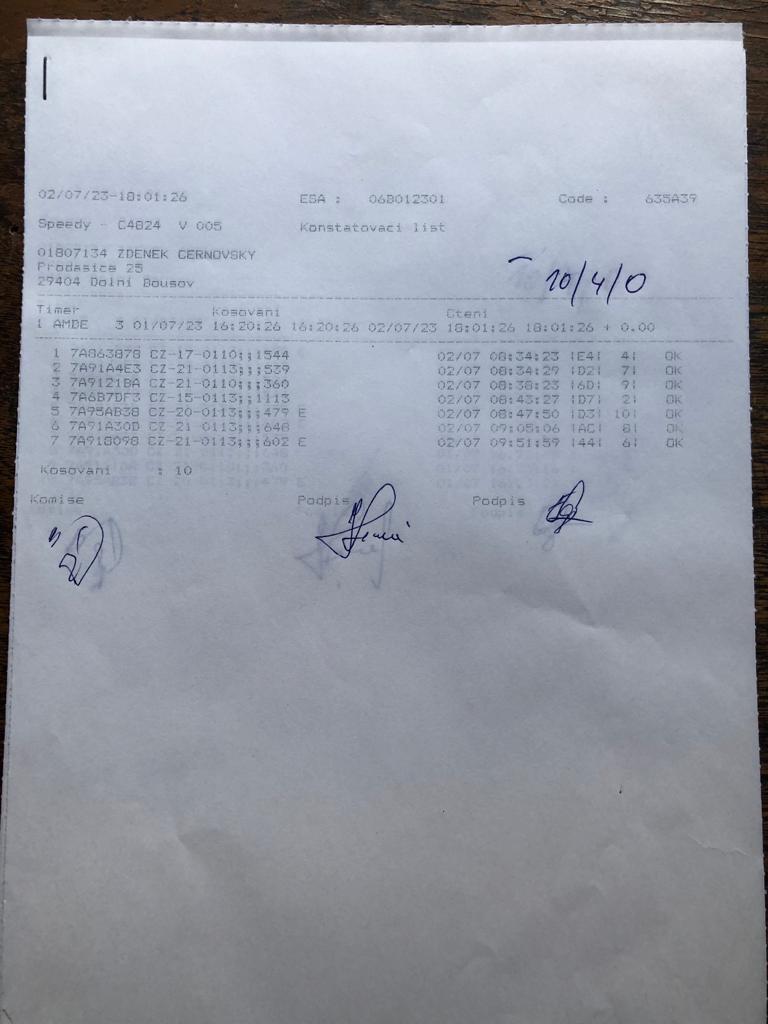 02/07/23-18:01:26 ESA : 06B012301 Code : 635A39
Speedy - C4824 V 005 Konstatovaci list
01807134 ZDENEK CERNOVSKY
Prodasice 25
29404 Dolni Bousov
10/4/0
Timer Kosovani Cteni
1 AMBE 3 01/07/23 16:20:26 16:20:26 02/07/23 18:01:26 18:01:26 + 0.00
1 7A863878 CZ-17-0110;;1544 02/07 08:34:23 |E4| 4| OK
2 7A91A4E3 CZ-21-0113;;;539 02/07 08:34:29 |D2| 7| OK
3 7A9121BA CZ-21-0110;;;360 02/07 08:38:23 |6D| 9| OK
4 7A6B7DF3 CZ-15-0113;;1113 02/07 08:43:27 |D7| 2| OK
5 7A95AB38 CZ-20-0113;;;479 E 02/07 08:47:50 |D3| 10| OK
6 7A91A30D CZ-21-0113;;;648 02/07 09:05:06 |AC| 8| OK
7 7A918098 CZ-21-0113;;;602 E 02/07 09:51:59 |44| 6| OK
Kosovani : 10
Komise Podpis Podpis